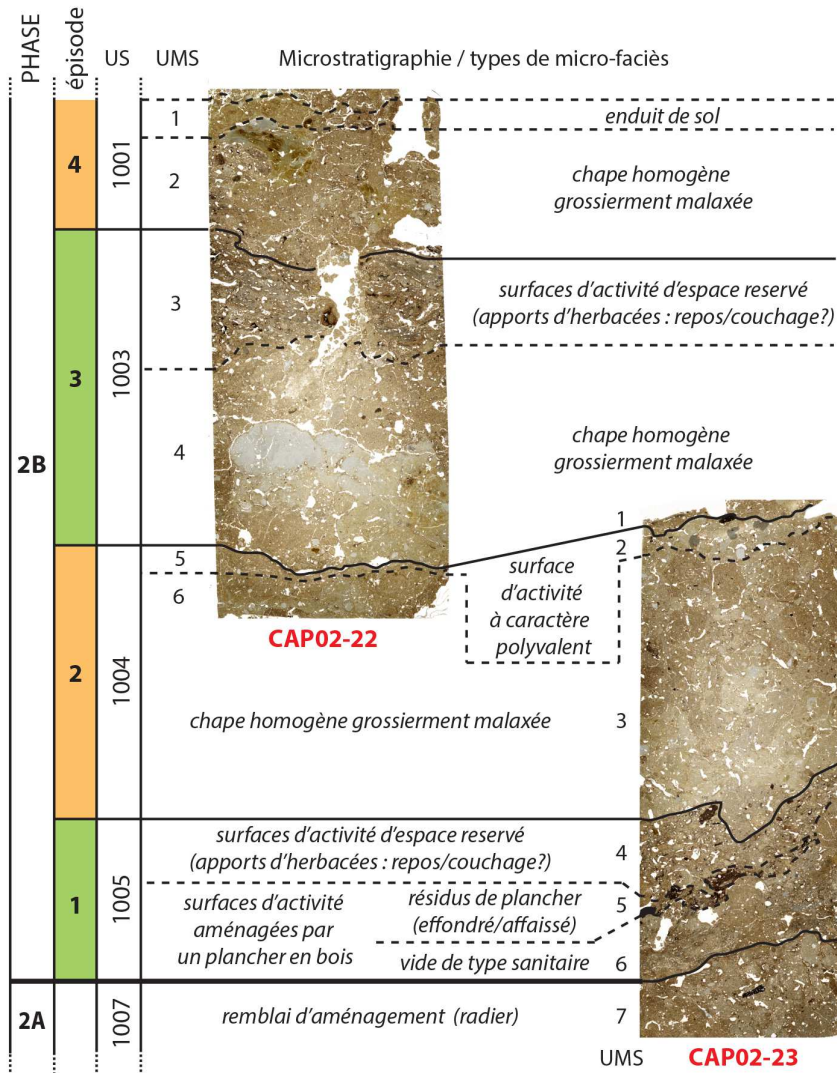 PHASE
épisode
US
UMS
Microstratigraphie / types de micro-faciès
1
enduit de sol
4
1001
2
chape homogène
grossierment malaxée
3
surfaces d'activité d'espace reservé
(apports d'herbacées : repos/couchage?)
3
1003
4
chape homogène
grossierment malaxée
2B
1
2
5
6
surface
d'activité
à caractère
polyvalent
CAP02-22
2
1004
chape homogène grossierment malaxée
3
surfaces d'activité d'espace reservé
(apports d'herbacées : repos/couchage?)
4
1
1005
surfaces d'activité
aménagées par
un plancher en bois
résidus de plancher
(effondré/affaissé)
5
vide de type sanitaire
6
2A
1007
remblai d'aménagement (radier)
7
UMS
CAP02-23